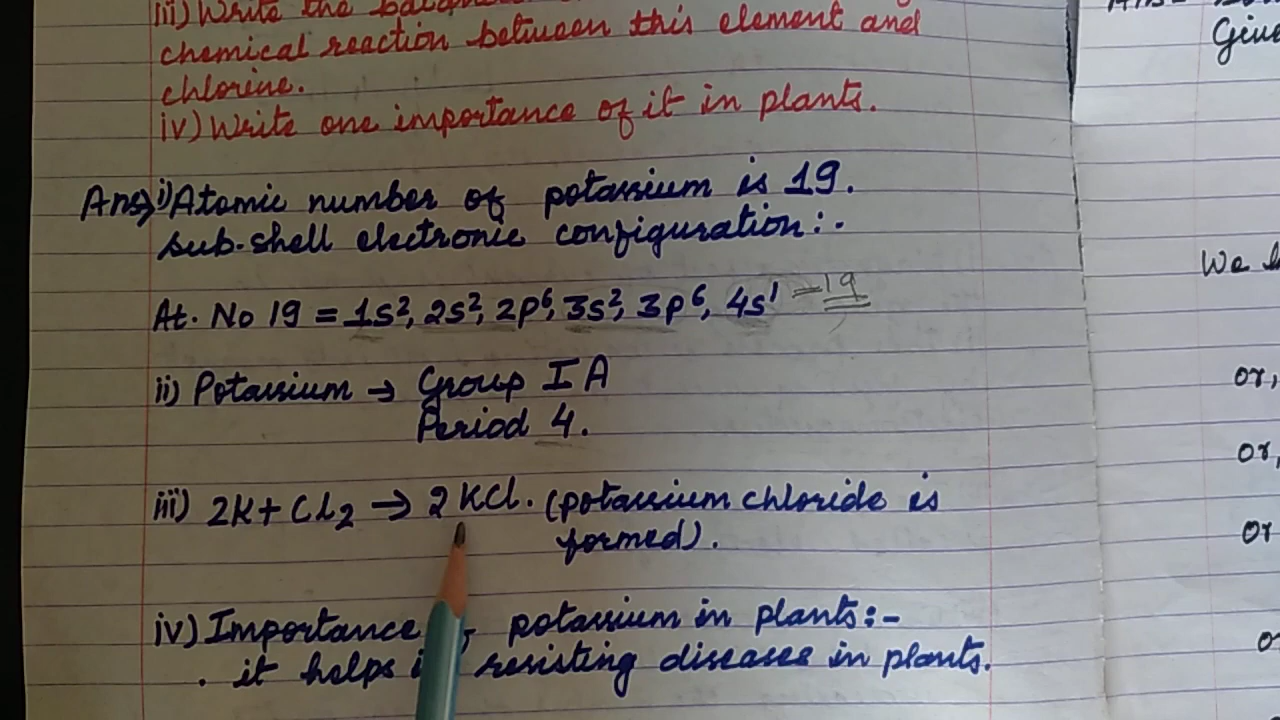 iii) Write the
chemical reaction between this element and
chlorine.
iv) Write one importance of it in plants.
Ans, i) Atomic number of potassium is 19.
sub-shell electronic configuration:-
At. No 19 = 1s², 2s², 2p⁶, 3s², 3p⁶, 4s¹ = 19
ii) Potassium → Group I A
Period 4.
iii) 2K + Cl₂ → 2KCl. (potassium chloride is
formed).
iv) Importance potassium in plants:-
. it helps resisting diseases in plants.
We
or,
or,
or